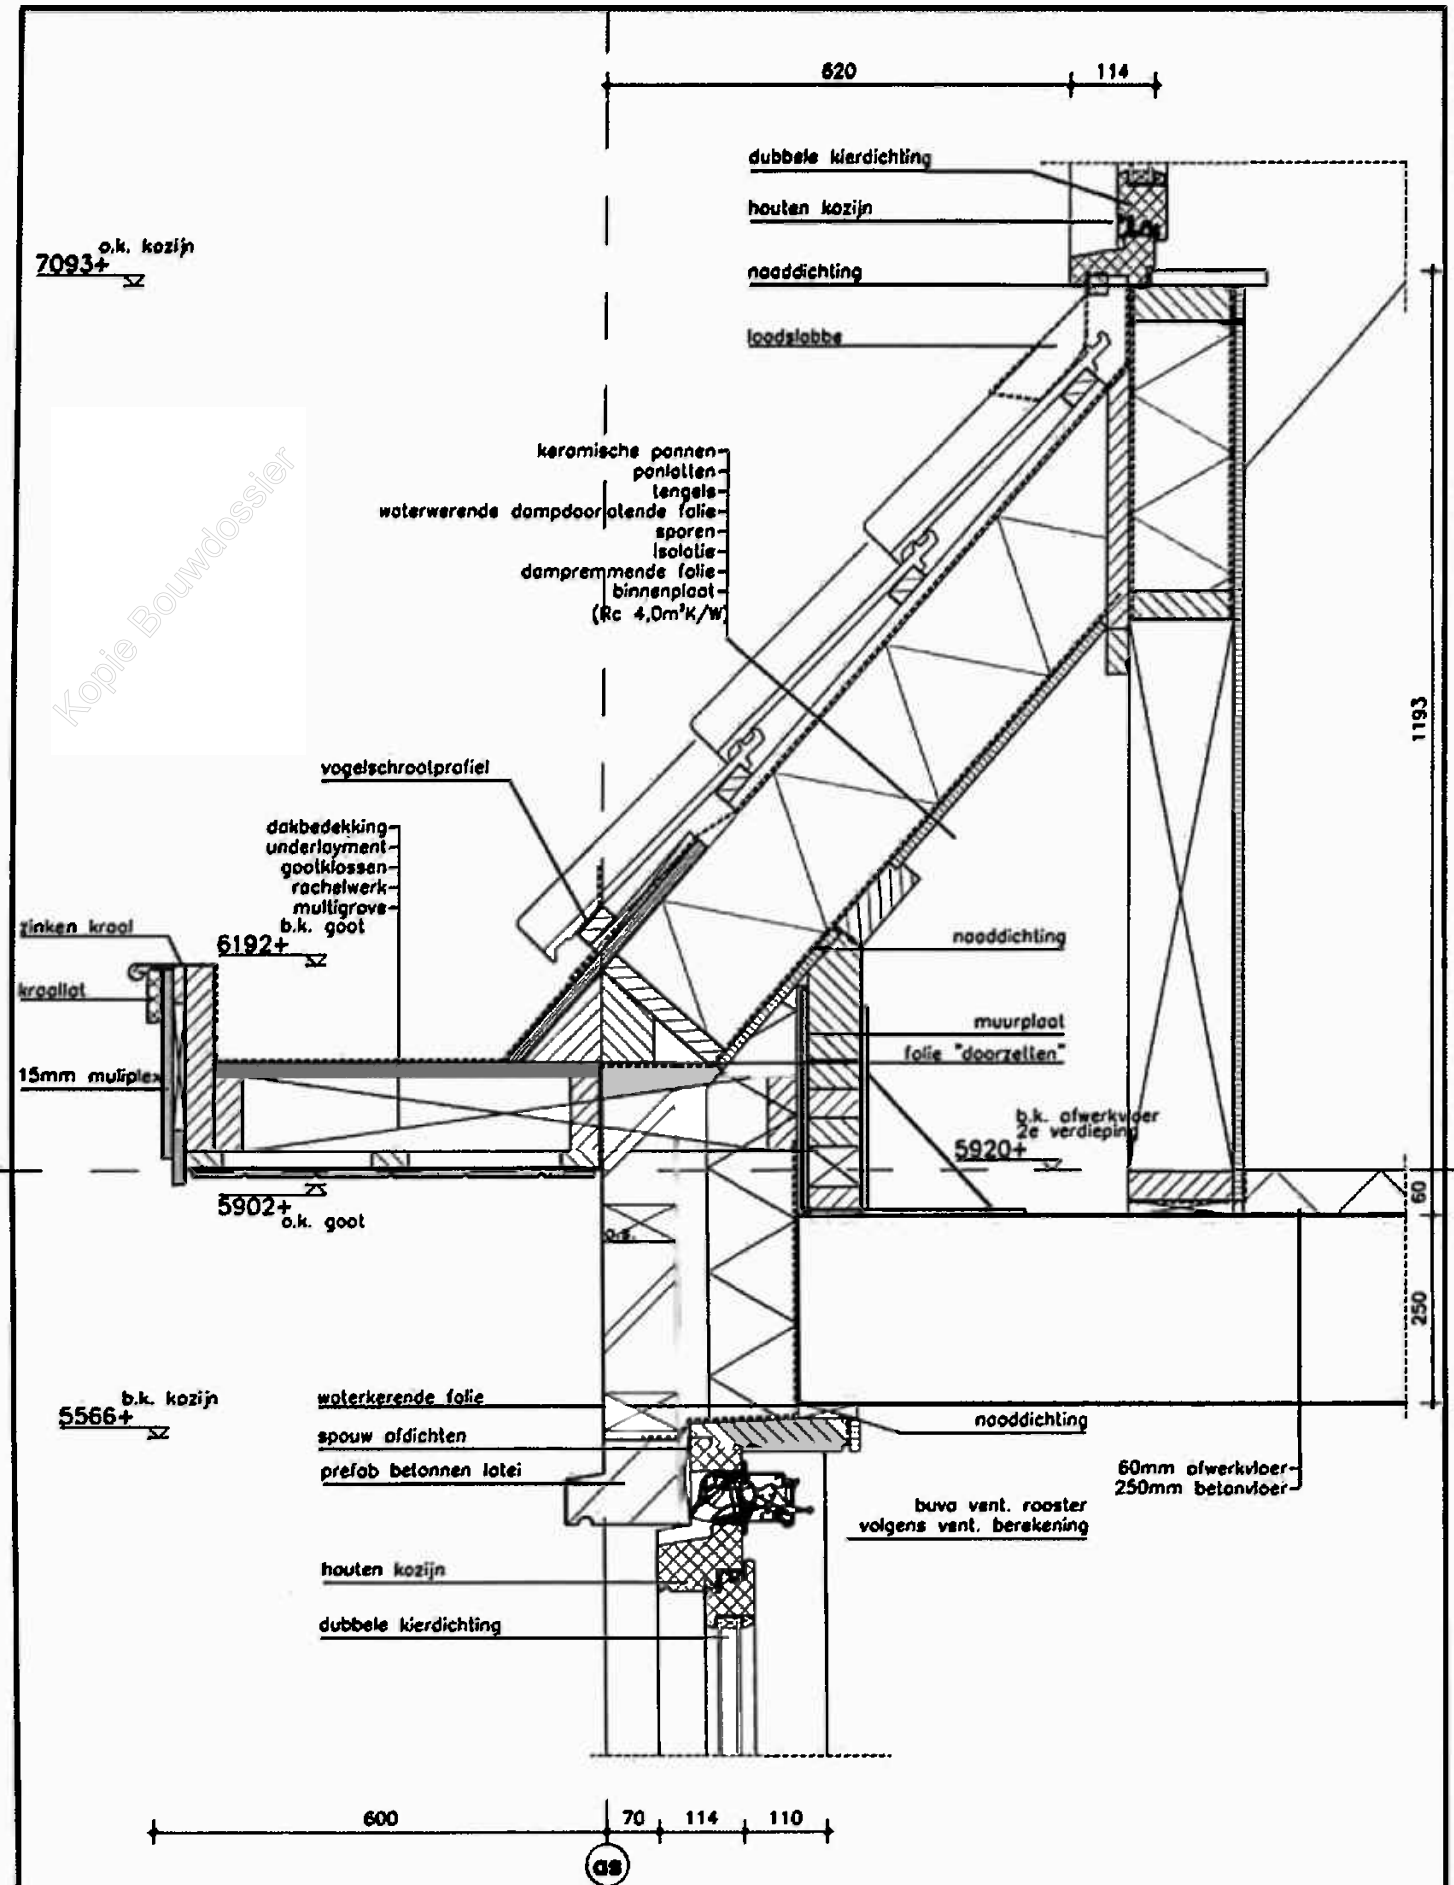 620
114
dubbele kierdichting
houten kozijn
naaddichting
loodslabbe
o.k. kozijn
7093+
keramische pannen
panlatten
tengels
waterwerende dampdoorlatende folie
sporen
isolatie
dampremmende folie
binnenplaat
(Rc 4,0m²K/W)
Kopie Bouwdossier
1193
vogelschrootprofiel
dakbedekking
underlayment
gootklossen
rachelwerk
multigrove
b.k. goot
6192+
zinken kraal
kraallat
15mm muliplex
naaddichting
muurplaat
folie "doorzetten"
b.k. afwerkvloer
2e verdieping
5920+
5902+
o.k. goot
60
o.s.
250
b.k. kozijn
5566+
waterkerende folie
spouw afdichten
prefab betonnen latei
naaddichting
60mm afwerkvloer
250mm betonvloer
buva vent. rooster
volgens vent. berekening
houten kozijn
dubbele kierdichting
600
70
114
110
as